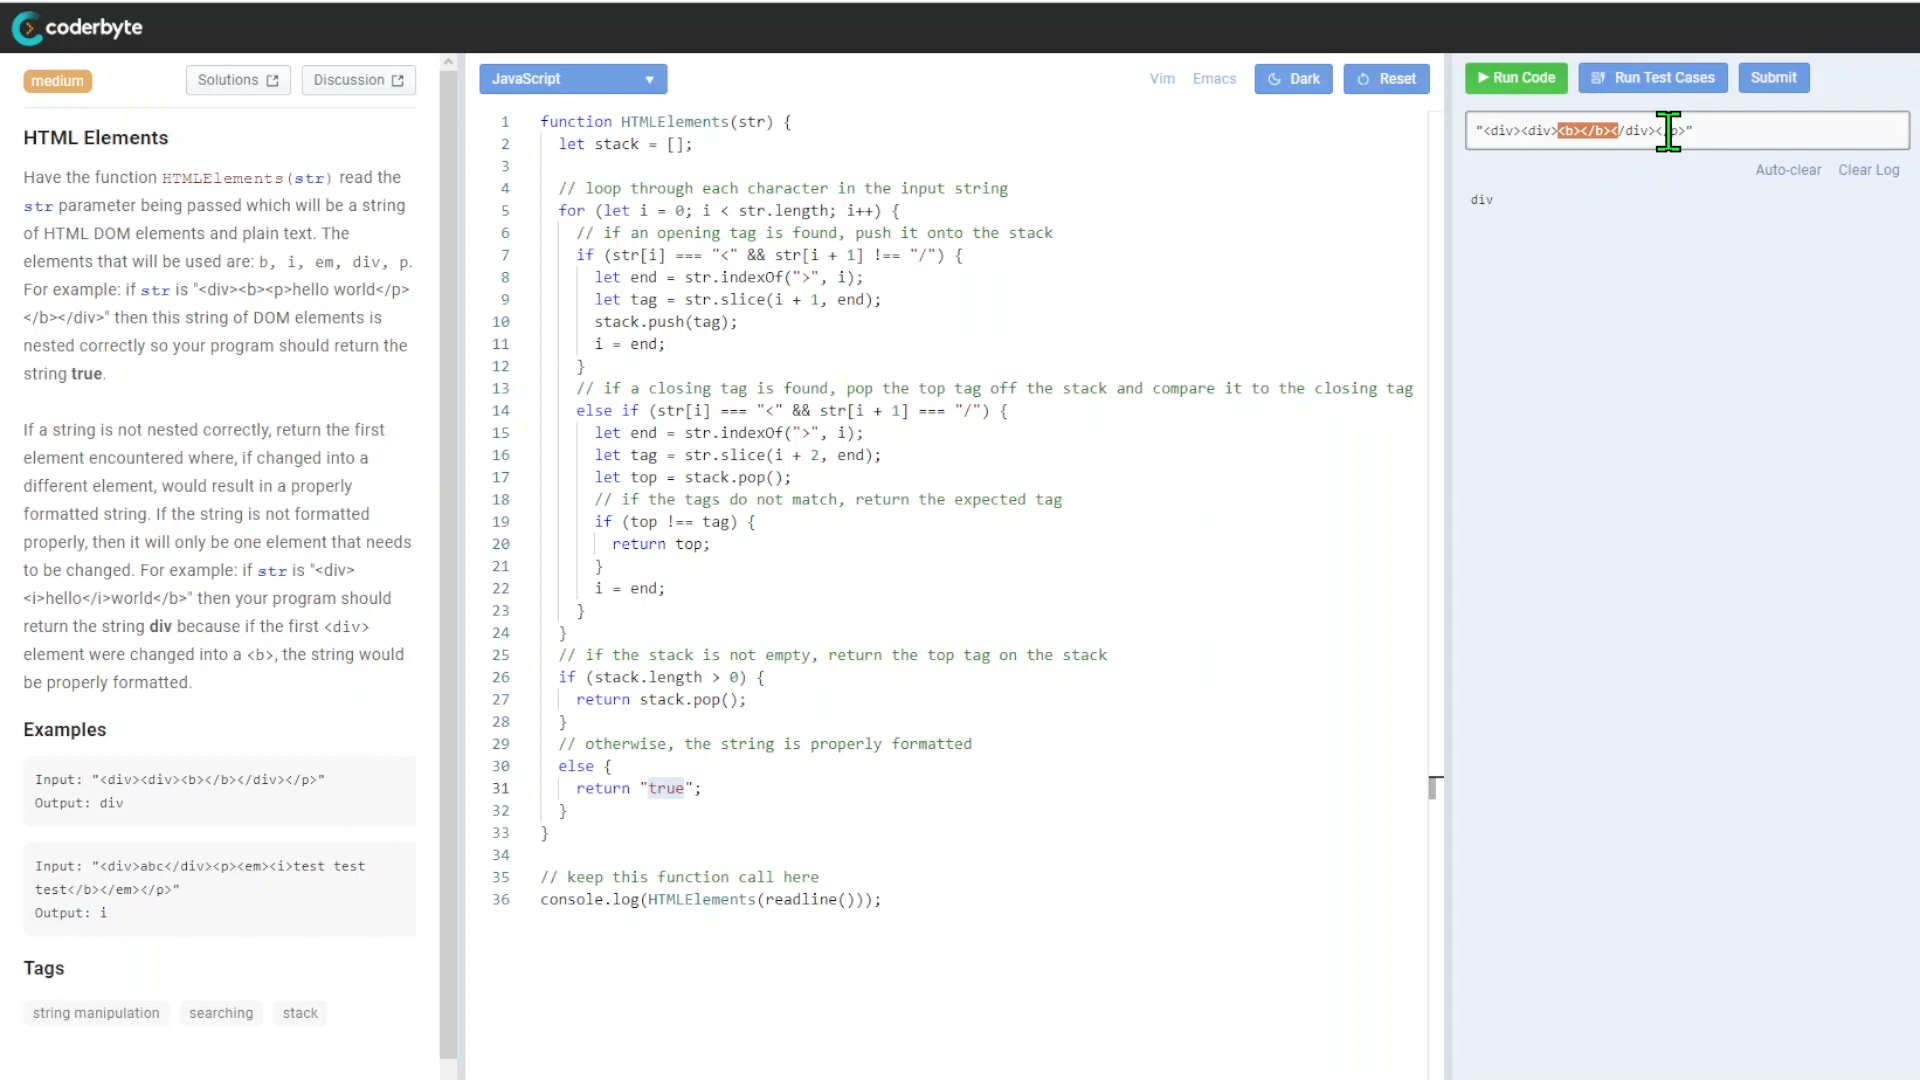 coderbyte
medium
Solutions
Discussion
HTML Elements
Have the function HTMLElements(str) read the
str parameter being passed which will be a string
of HTML DOM elements and plain text. The
elements that will be used are: b, i, em, div, p.
For example: if str is "<div><b><p>hello world</p>
</b></div>" then this string of DOM elements is
nested correctly so your program should return the
string true.
If a string is not nested correctly, return the first
element encountered where, if changed into a
different element, would result in a properly
formatted string. If the string is not formatted
properly, then it will only be one element that needs
to be changed. For example: if str is "<div>
<i>hello</i>world</b>" then your program should
return the string div because if the first <div>
element were changed into a <b>, the string would
be properly formatted.
Examples
Input: "<div><div><b></b></div></p>"
Output: div
Input: "<div>abc</div><p><em><i>test test
test</b></em></p>"
Output: i
Tags
string manipulation
searching
stack
JavaScript
Vim
Emacs
Dark
Reset
1 function HTMLElements(str) {
2 let stack = [];
3
4 // loop through each character in the input string
5 for (let i = 0; i < str.length; i++) {
6 // if an opening tag is found, push it onto the stack
7 if (str[i] === "<" && str[i + 1] !== "/") {
8 let end = str.indexOf(">", i);
9 let tag = str.slice(i + 1, end);
10 stack.push(tag);
11 i = end;
12 }
13 // if a closing tag is found, pop the top tag off the stack and compare it to the closing tag
14 else if (str[i] === "<" && str[i + 1] === "/") {
15 let end = str.indexOf(">", i);
16 let tag = str.slice(i + 2, end);
17 let top = stack.pop();
18 // if the tags do not match, return the expected tag
19 if (top !== tag) {
20 return top;
21 }
22 i = end;
23 }
24 }
25 // if the stack is not empty, return the top tag on the stack
26 if (stack.length > 0) {
27 return stack.pop();
28 }
29 // otherwise, the string is properly formatted
30 else {
31 return "true";
32 }
33 }
34
35 // keep this function call here
36 console.log(HTMLElements(readline()));
Run Code
Run Test Cases
Submit
"<div><div><b></b></div></p>"
Auto-clear
Clear Log
div